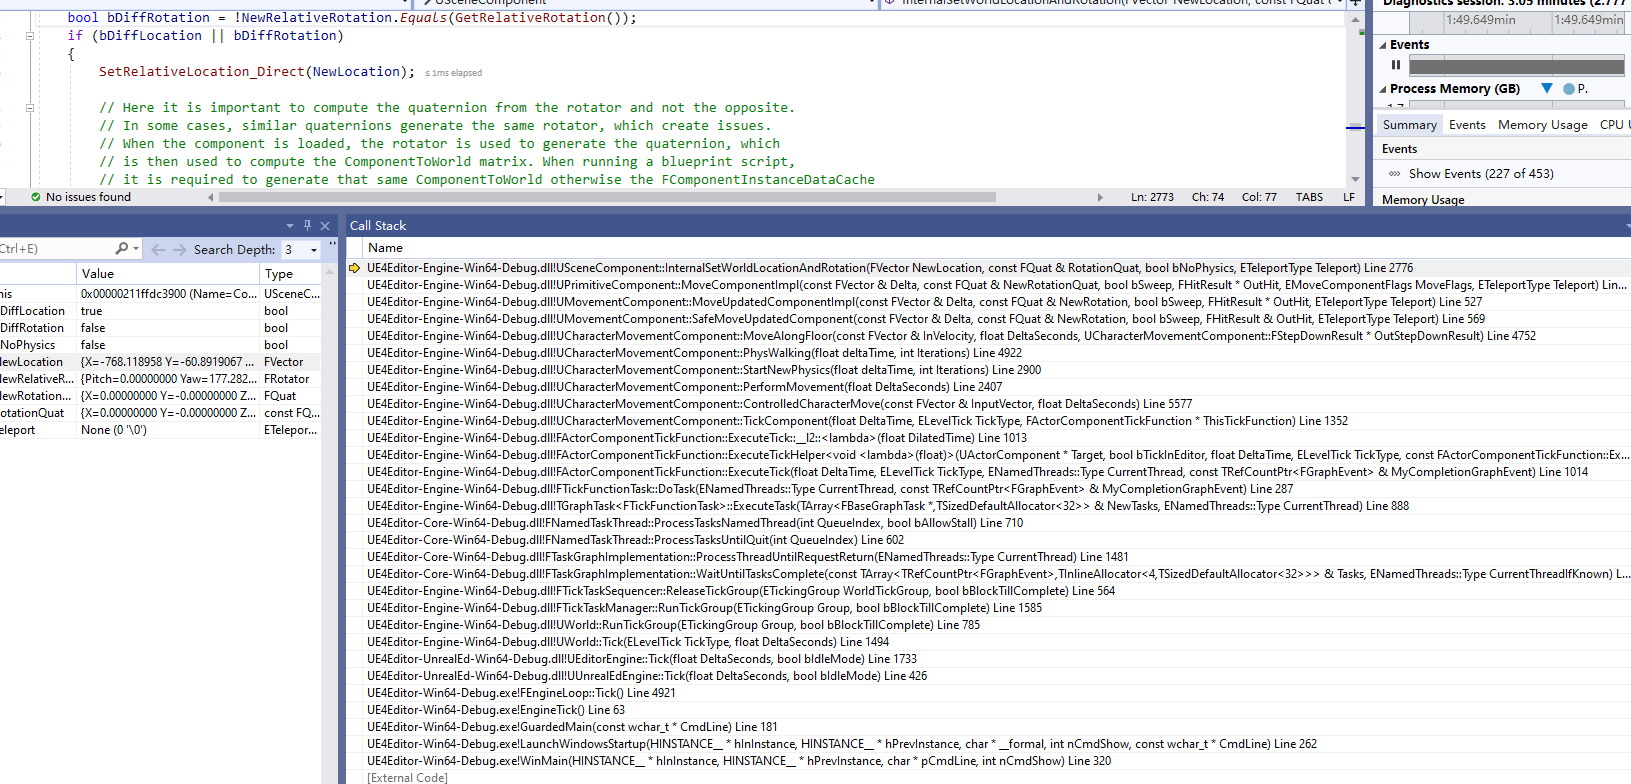 USceneComponent
InternalSetWorldLocationAndRotation(FVector NewLocation, const FQuat &
bool bDiffRotation = !NewRelativeRotation.Equals(GetRelativeRotation());
if (bDiffLocation || bDiffRotation)
{
SetRelativeLocation_Direct(NewLocation); ≤ 1ms elapsed
// Here it is important to compute the quaternion from the rotator and not the opposite.
// In some cases, similar quaternions generate the same rotator, which create issues.
// When the component is loaded, the rotator is used to generate the quaternion, which
// is then used to compute the ComponentToWorld matrix. When running a blueprint script,
// it is required to generate that same ComponentToWorld otherwise the FComponentInstanceDataCache
No issues found
Ln: 2773 Ch: 74 Col: 77 TABS LF
Diagnostics session: 3:05 minutes (2.777
1:49.649min 1:49.649min
Events
Process Memory (GB) P.
1.7
Summary Events Memory Usage CPU U
Events
Show Events (227 of 453)
Memory Usage
Ctrl+E) Search Depth: 3
Value Type
his 0x00000211ffdc3900 (Name=Co... USceneC...
DiffLocation true bool
DiffRotation false bool
NoPhysics false bool
NewLocation {X=-768.118958 Y=-60.8919067 ... FVector
NewRelativeR... {Pitch=0.00000000 Yaw=177.282... FRotator
NewRotation... {X=0.00000000 Y=-0.00000000 Z... FQuat
otationQuat {X=0.00000000 Y=-0.00000000 Z... const FQ...
eleport None (0 '\0') ETelepor...
Call Stack
Name
UE4Editor-Engine-Win64-Debug.dll!USceneComponent::InternalSetWorldLocationAndRotation(FVector NewLocation, const FQuat & RotationQuat, bool bNoPhysics, ETeleportType Teleport) Line 2776
UE4Editor-Engine-Win64-Debug.dll!UPrimitiveComponent::MoveComponentImpl(const FVector & Delta, const FQuat & NewRotationQuat, bool bSweep, FHitResult * OutHit, EMoveComponentFlags MoveFlags, ETeleportType Teleport) Lin...
UE4Editor-Engine-Win64-Debug.dll!UMovementComponent::MoveUpdatedComponentImpl(const FVector & Delta, const FQuat & NewRotation, bool bSweep, FHitResult * OutHit, ETeleportType Teleport) Line 527
UE4Editor-Engine-Win64-Debug.dll!UMovementComponent::SafeMoveUpdatedComponent(const FVector & Delta, const FQuat & NewRotation, bool bSweep, FHitResult & OutHit, ETeleportType Teleport) Line 569
UE4Editor-Engine-Win64-Debug.dll!UCharacterMovementComponent::MoveAlongFloor(const FVector & InVelocity, float DeltaSeconds, UCharacterMovementComponent::FStepDownResult * OutStepDownResult) Line 4752
UE4Editor-Engine-Win64-Debug.dll!UCharacterMovementComponent::PhysWalking(float deltaTime, int Iterations) Line 4922
UE4Editor-Engine-Win64-Debug.dll!UCharacterMovementComponent::StartNewPhysics(float deltaTime, int Iterations) Line 2900
UE4Editor-Engine-Win64-Debug.dll!UCharacterMovementComponent::PerformMovement(float DeltaSeconds) Line 2407
UE4Editor-Engine-Win64-Debug.dll!UCharacterMovementComponent::ControlledCharacterMove(const FVector & InputVector, float DeltaSeconds) Line 5577
UE4Editor-Engine-Win64-Debug.dll!UCharacterMovementComponent::TickComponent(float DeltaTime, ELevelTick TickType, FActorComponentTickFunction * ThisTickFunction) Line 1352
UE4Editor-Engine-Win64-Debug.dll!FActorComponentTickFunction::ExecuteTick::__l2::<lambda>(float DilatedTime) Line 1013
UE4Editor-Engine-Win64-Debug.dll!FActorComponentTickFunction::ExecuteTickHelper<void <lambda>(float)>(UActorComponent * Target, bool bTickInEditor, float DeltaTime, ELevelTick TickType, const FActorComponentTickFunction::Ex...
UE4Editor-Engine-Win64-Debug.dll!FActorComponentTickFunction::ExecuteTick(float DeltaTime, ELevelTick TickType, ENamedThreads::Type CurrentThread, const TRefCountPtr<FGraphEvent> & MyCompletionGraphEvent) Line 1014
UE4Editor-Engine-Win64-Debug.dll!FTickFunctionTask::DoTask(ENamedThreads::Type CurrentThread, const TRefCountPtr<FGraphEvent> & MyCompletionGraphEvent) Line 287
UE4Editor-Engine-Win64-Debug.dll!TGraphTask<FTickFunctionTask>::ExecuteTask(TArray<FBaseGraphTask *,TSizedDefaultAllocator<32>> & NewTasks, ENamedThreads::Type CurrentThread) Line 888
UE4Editor-Core-Win64-Debug.dll!FNamedTaskThread::ProcessTasksNamedThread(int QueueIndex, bool bAllowStall) Line 710
UE4Editor-Core-Win64-Debug.dll!FNamedTaskThread::ProcessTasksUntilQuit(int QueueIndex) Line 602
UE4Editor-Core-Win64-Debug.dll!FTaskGraphImplementation::ProcessThreadUntilRequestReturn(ENamedThreads::Type CurrentThread) Line 1481
UE4Editor-Core-Win64-Debug.dll!FTaskGraphImplementation::WaitUntilTasksComplete(const TArray<TRefCountPtr<FGraphEvent>,TInlineAllocator<4,TSizedDefaultAllocator<32>>> & Tasks, ENamedThreads::Type CurrentThreadIfKnown) L...
UE4Editor-Engine-Win64-Debug.dll!FTickTaskSequencer::ReleaseTickGroup(ETickingGroup WorldTickGroup, bool bBlockTillComplete) Line 564
UE4Editor-Engine-Win64-Debug.dll!FTickTaskManager::RunTickGroup(ETickingGroup Group, bool bBlockTillComplete) Line 1585
UE4Editor-Engine-Win64-Debug.dll!UWorld::RunTickGroup(ETickingGroup Group, bool bBlockTillComplete) Line 785
UE4Editor-Engine-Win64-Debug.dll!UWorld::Tick(ELevelTick TickType, float DeltaSeconds) Line 1494
UE4Editor-UnrealEd-Win64-Debug.dll!UEditorEngine::Tick(float DeltaSeconds, bool bIdleMode) Line 1733
UE4Editor-UnrealEd-Win64-Debug.dll!UUnrealEdEngine::Tick(float DeltaSeconds, bool bIdleMode) Line 426
UE4Editor-Win64-Debug.exe!FEngineLoop::Tick() Line 4921
UE4Editor-Win64-Debug.exe!EngineTick() Line 63
UE4Editor-Win64-Debug.exe!GuardedMain(const wchar_t * CmdLine) Line 181
UE4Editor-Win64-Debug.exe!LaunchWindowsStartup(HINSTANCE__ * hInInstance, HINSTANCE__ * hPrevInstance, char * __formal, int nCmdShow, const wchar_t * CmdLine) Line 262
UE4Editor-Win64-Debug.exe!WinMain(HINSTANCE__ * hInInstance, HINSTANCE__ * hPrevInstance, char * pCmdLine, int nCmdShow) Line 320
[External Code]